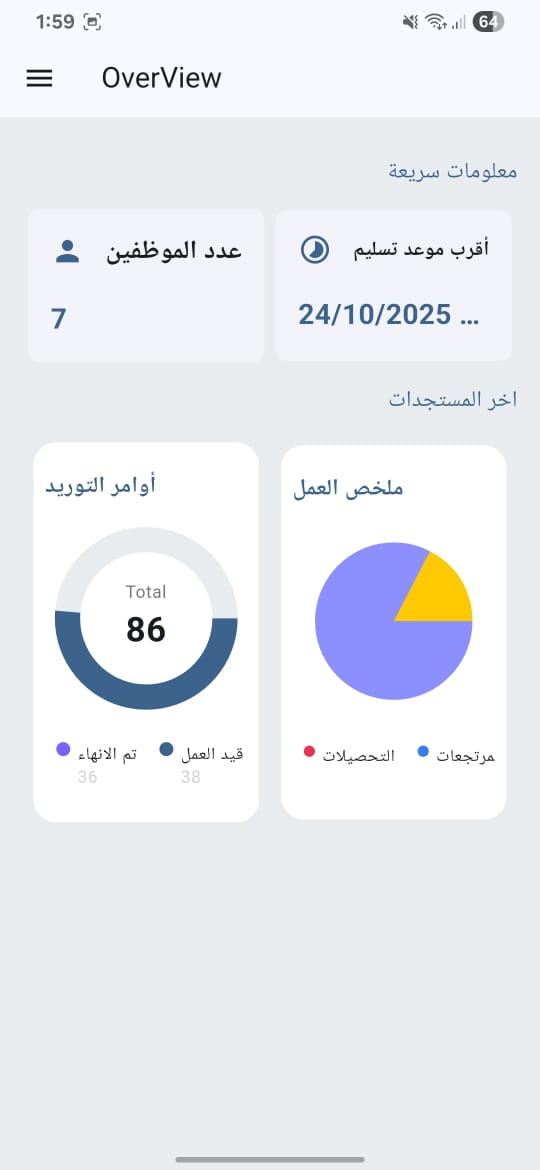 1:59 64
OverView
معلومات سريعة
أقرب موعد تسليم
24/10/2025 ...
عدد الموظفين
7
اخر المستجدات
ملخص العمل
مرتجعات
التحصيلات
أوامر التوريد
Total
86
قيد العمل
38
تم الانهاء
36